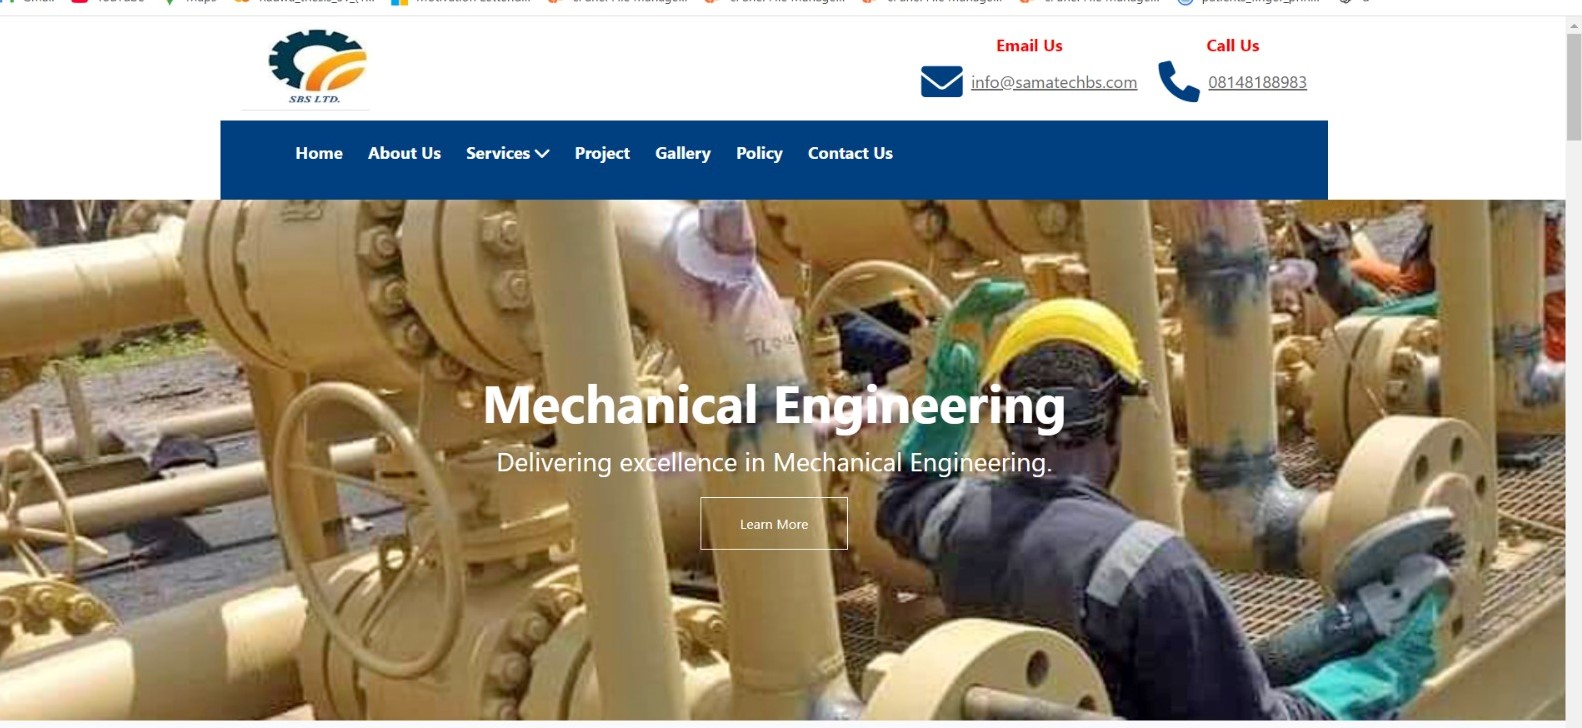 Email Us
Call Us
SBS LTD.
info@samatechbs.com
08148188983
Home
About Us
Services
Project
Gallery
Policy
Contact Us
Mechanical Engineering
Delivering excellence in Mechanical Engineering.
Learn More